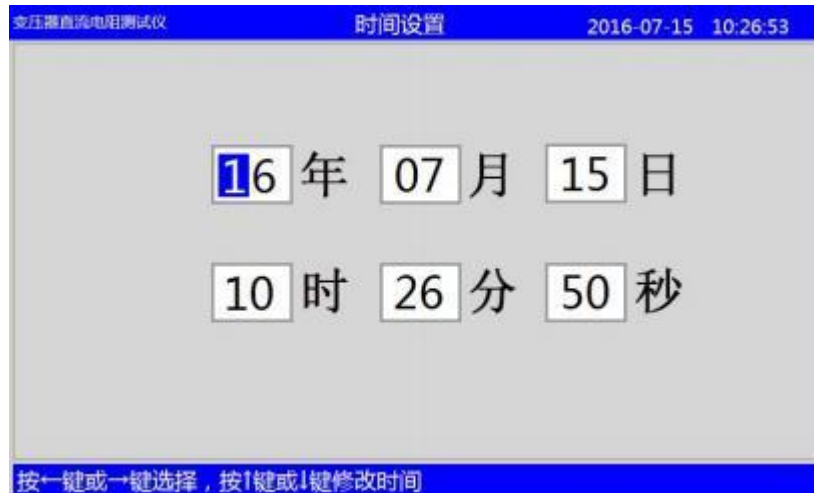 变压器直流电阻测试仪 时间设置 2016-07-15 10:26:53
16 年 07 月 15 日
10 时 26 分 50 秒
按←键或→键选择，按↑键或↓键修改时间